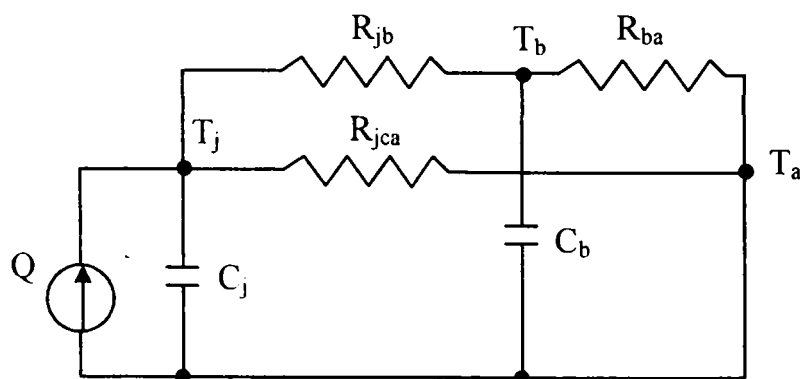 R_jb
T_b
R_ba
T_j
R_jca
T_a
Q
C_j
C_b